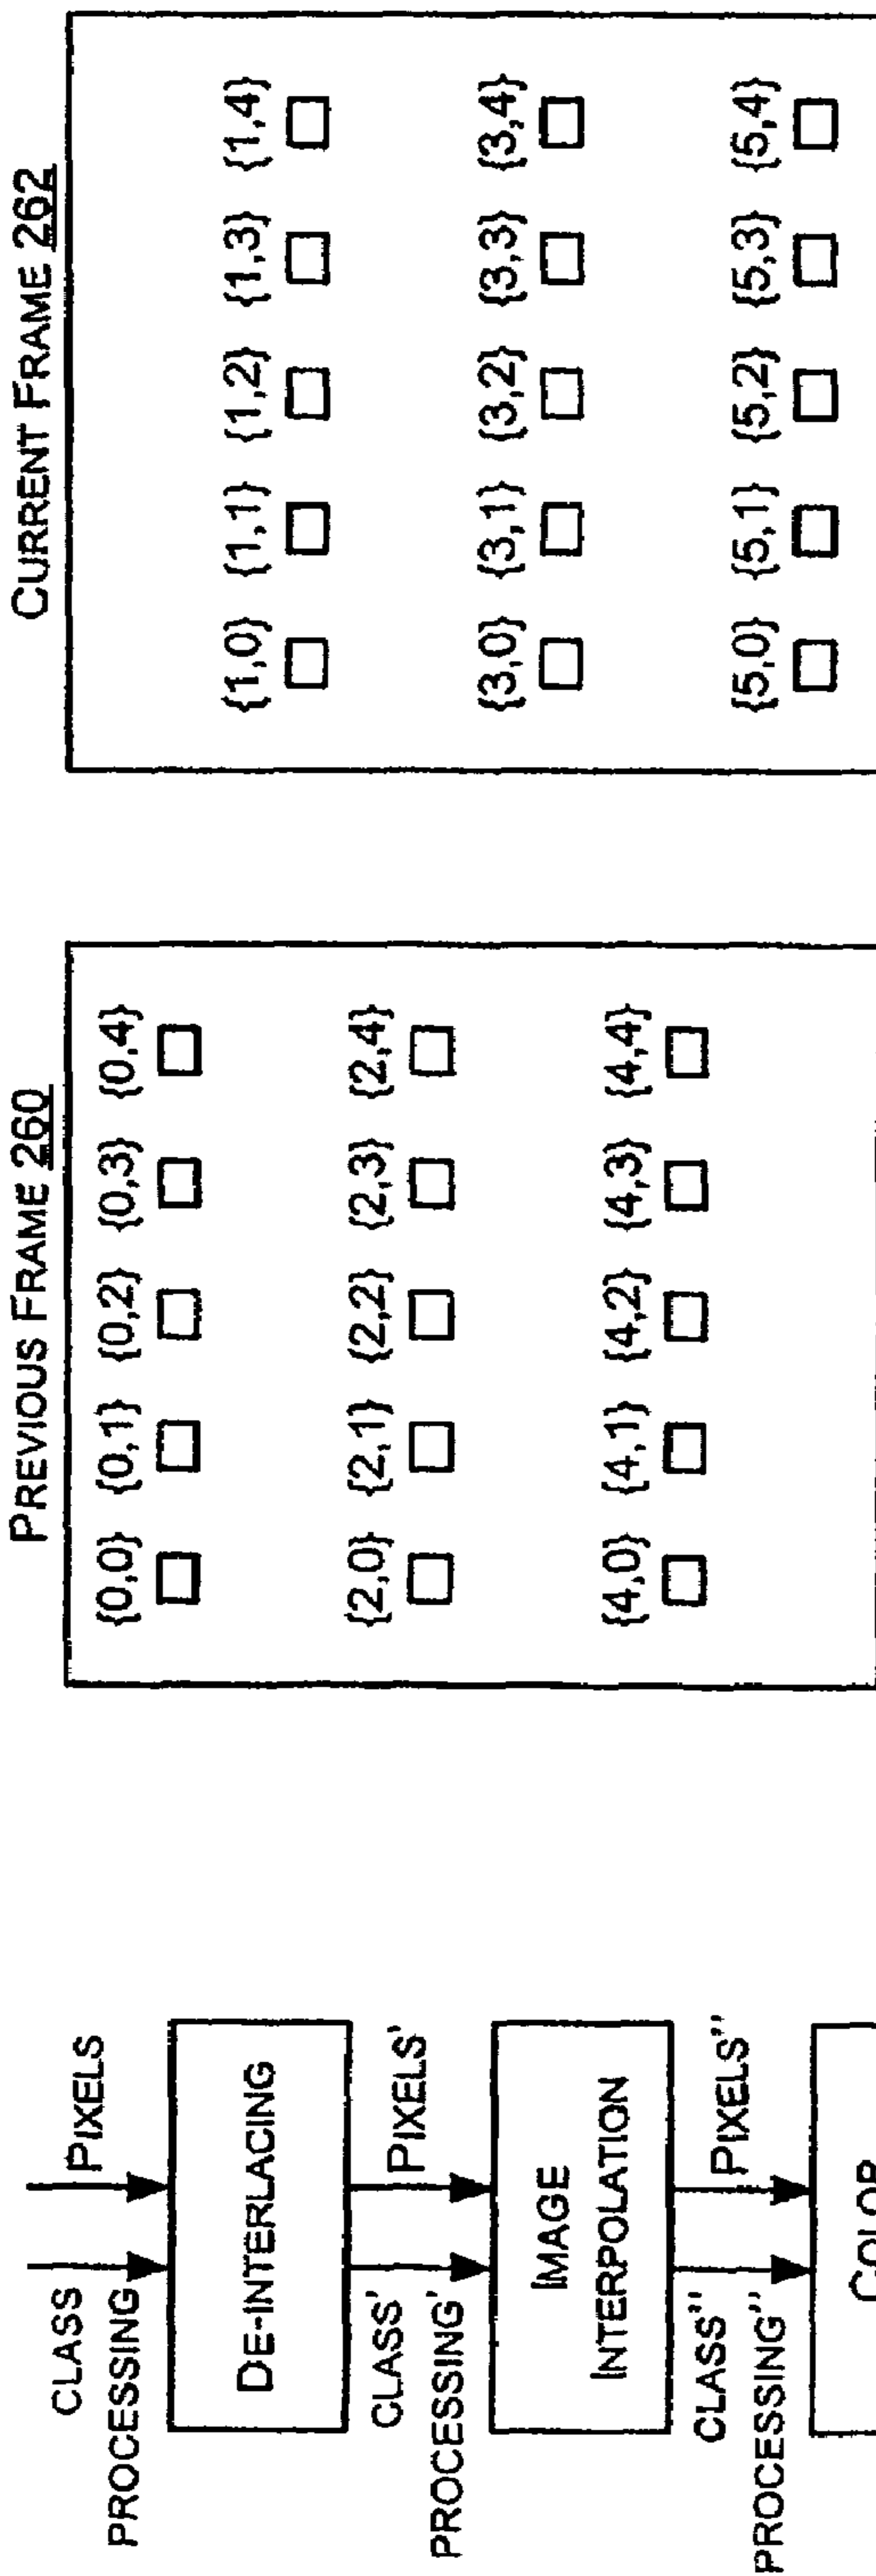 CLASS
PROCESSING
PIXELS
DE-INTERLACING
CLASS'
PROCESSING'
PIXELS'
IMAGE
INTERPOLATION
CLASS''
PROCESSING''
PIXELS''
COLOR
PREVIOUS FRAME 260
{0,0} {0,1} {0,2} {0,3} {0,4}
{2,0} {2,1} {2,2} {2,3} {2,4}
{4,0} {4,1} {4,2} {4,3} {4,4}
CURRENT FRAME 262
{1,0} {1,1} {1,2} {1,3} {1,4}
{3,0} {3,1} {3,2} {3,3} {3,4}
{5,0} {5,1} {5,2} {5,3} {5,4}